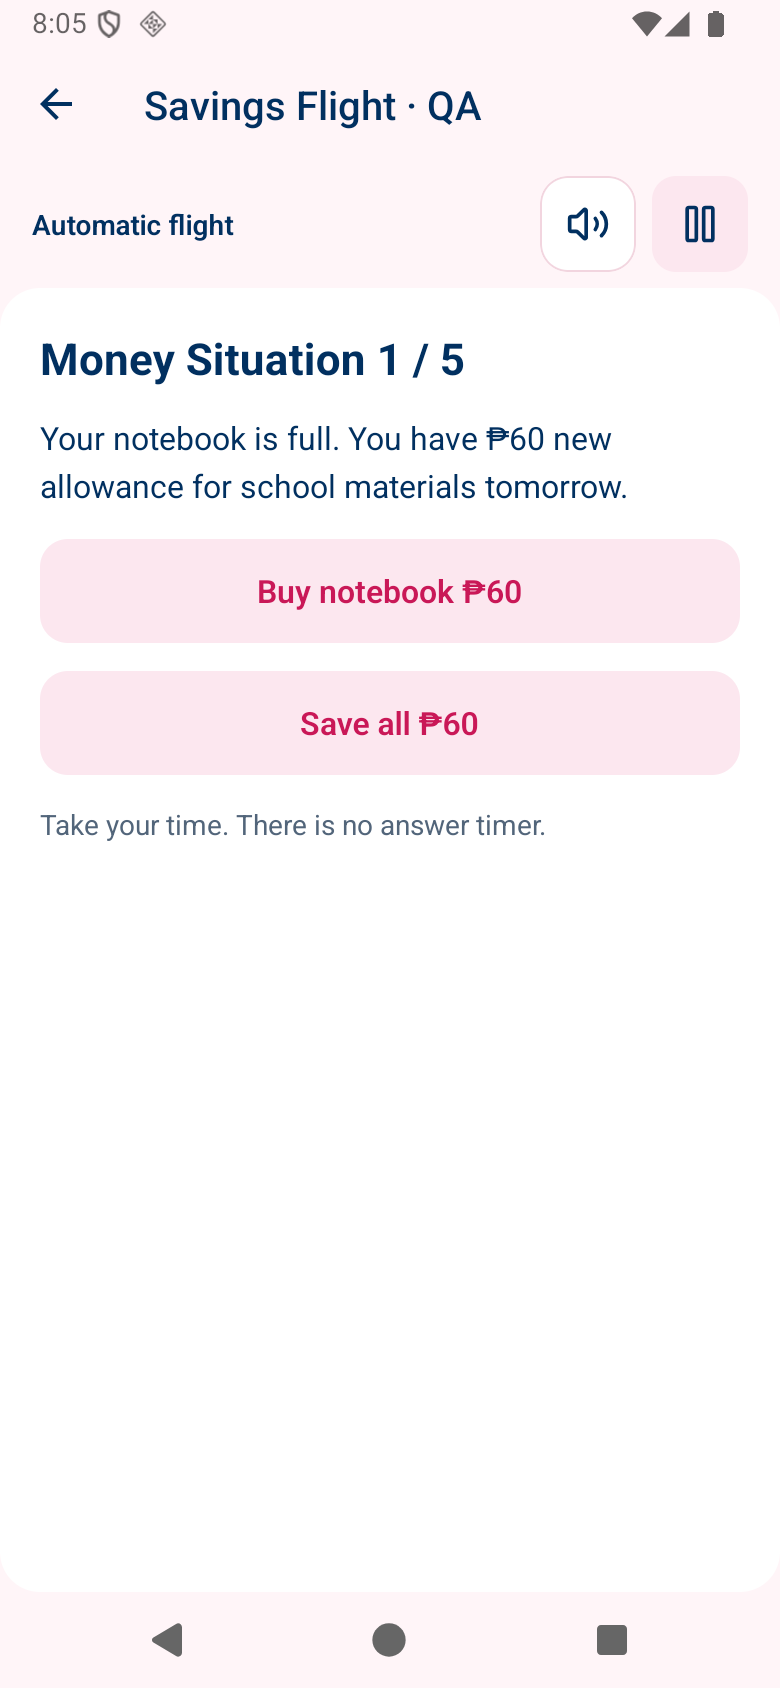 8:05
Savings Flight · QA
Automatic flight
Money Situation 1 / 5
Your notebook is full. You have ₱60 new
allowance for school materials tomorrow.
Buy notebook ₱60
Save all ₱60
Take your time. There is no answer timer.